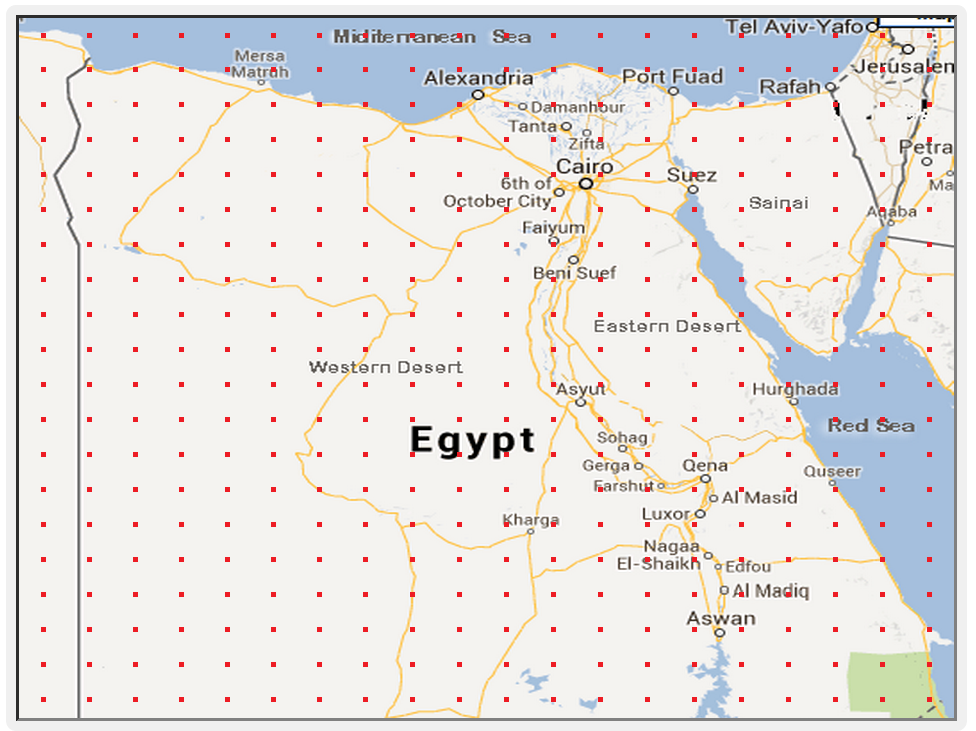 Miditerranean Sea
Tel Aviv-Yafo
Mersa
Matruh
Alexandria
Port Fuad
Jerusalem
Rafah
Damanhour
Tanta
Zifta
Petra
Cairo
Suez
6th of
October City
Sainai
Aqaba
Faiyum
Beni Suef
Eastern Desert
Western Desert
Asyut
Hurghada
Red Sea
Egypt
Sohag
Gerga
Qena
Quseer
Farshut
Al Masid
Luxor
Kharga
Nagaa
El-Shaikh
Edfou
Al Madiq
Aswan